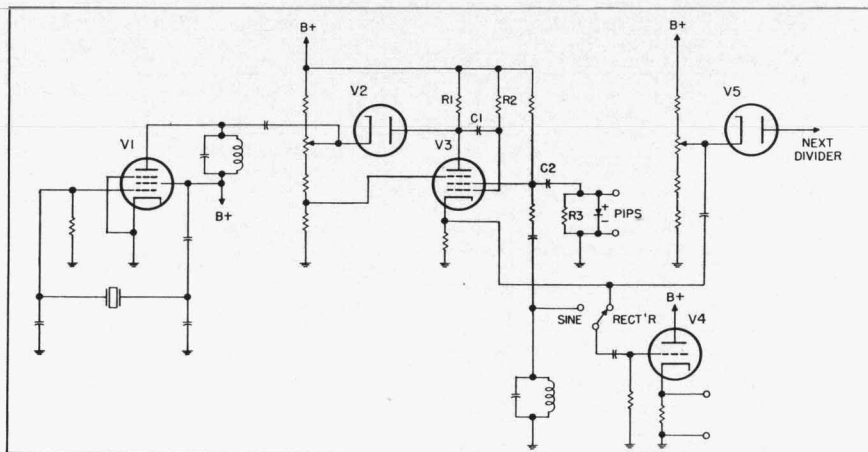 B+
B+
V5
V2
R1
R2
C1
V1
V3
NEXT
DIVIDER
C2
B+
R3
+
−
PIPS
B+
SINE
RECT'R
V4